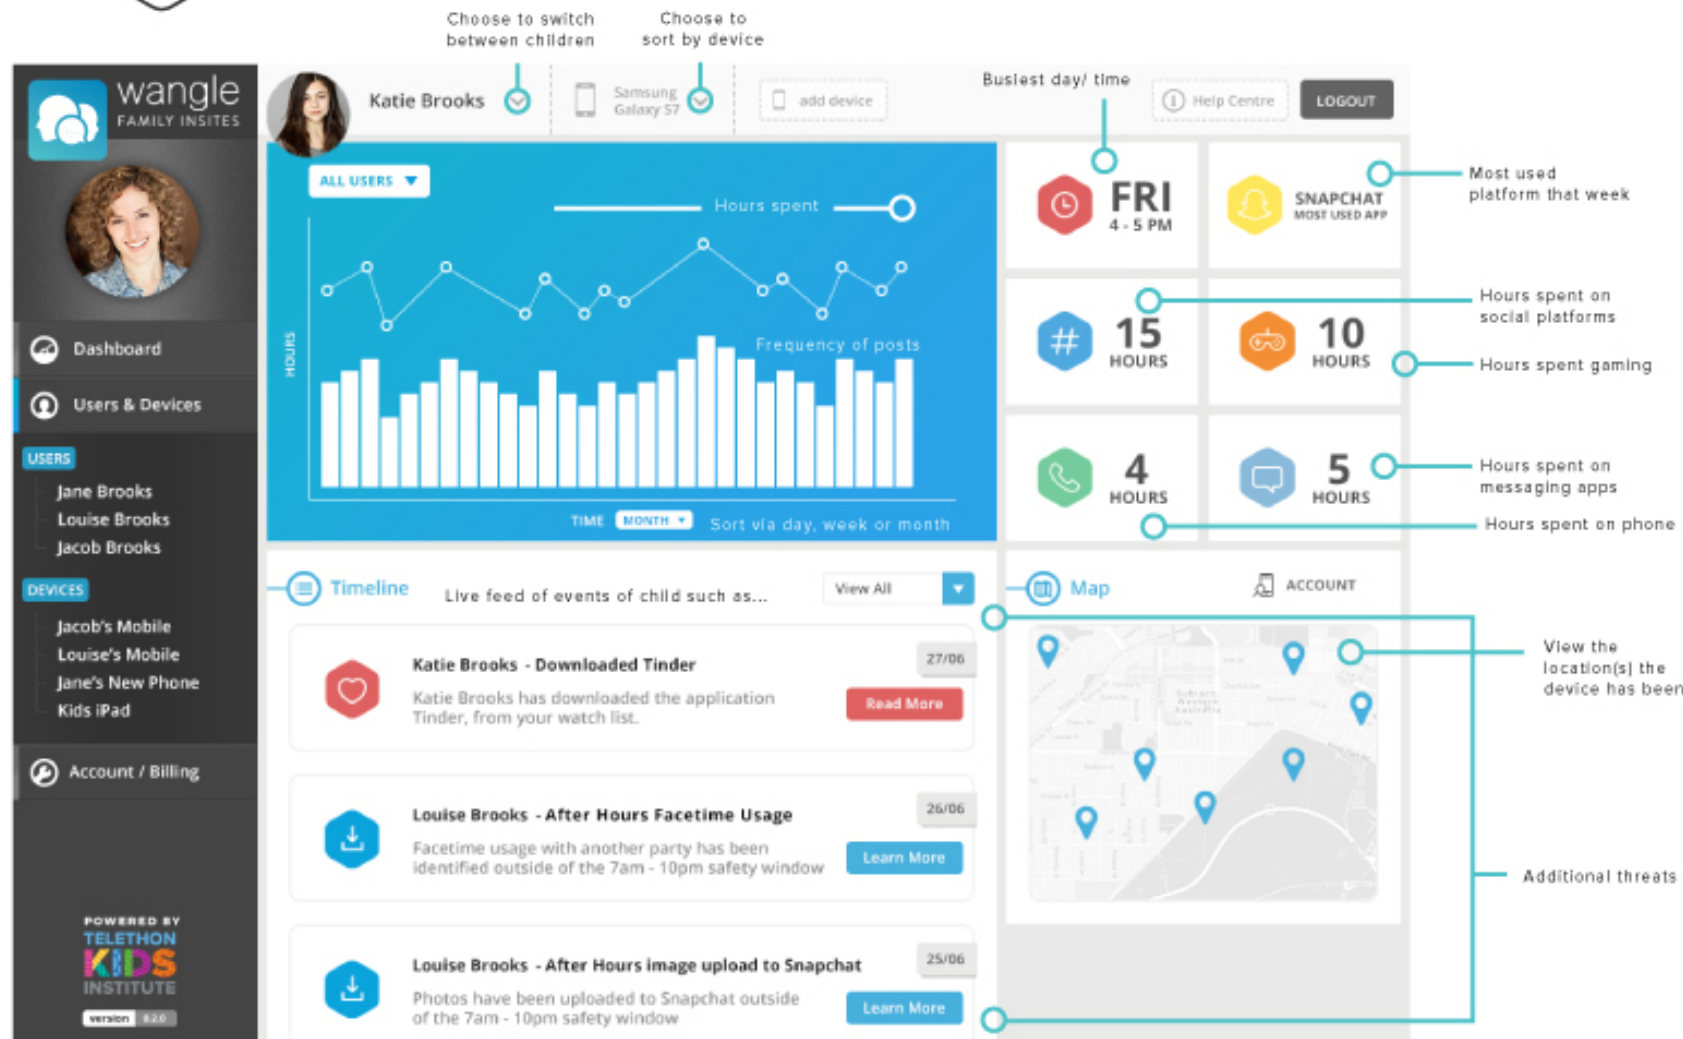 Choose to switch
between children
Choose to
sort by device
wangle
FAMILY INSITES
Katie Brooks
Samsung
Galaxy S7
add device
Busiest day/ time
Help Centre
LOGOUT
ALL USERS
Hours spent
HOURS
Frequency of posts
TIME MONTH Sort via day, week or month
FRI
4 - 5 PM
SNAPCHAT
MOST USED APP
Most used
platform that week
15
HOURS
10
HOURS
Hours spent on
social platforms
Hours spent gaming
4
HOURS
5
HOURS
Hours spent on
messaging apps
Hours spent on phone
Dashboard
Users & Devices
USERS
Jane Brooks
Louise Brooks
Jacob Brooks
DEVICES
Jacob's Mobile
Louise's Mobile
Jane's New Phone
Kids iPad
Account / Billing
POWERED BY
TELETHON
KIDS
INSTITUTE
version 0.2.0
Timeline
Live feed of events of child such as...
View All
Katie Brooks - Downloaded Tinder
27/06
Katie Brooks has downloaded the application
Tinder, from your watch list.
Read More
Louise Brooks - After Hours Facetime Usage
26/06
Facetime usage with another party has been
identified outside of the 7am - 10pm safety window
Learn More
Louise Brooks - After Hours image upload to Snapchat
25/06
Photos have been uploaded to Snapchat outside
of the 7am - 10pm safety window
Learn More
Map
ACCOUNT
Subiaco,
Western
Australia
View the
location(s) the
device has been
Additional threats